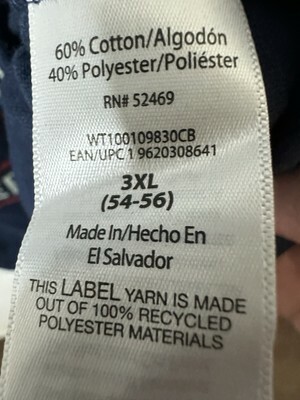 60% Cotton/Algodón
40% Polyester/Poliéster
RN# 52469
WT100109830CB
EAN/UPC 1 9620308641
3XL
(54-56)
Made In/Hecho En
El Salvador
THIS LABEL YARN IS MADE
OUT OF 100% RECYCLED
POLYESTER MATERIALS